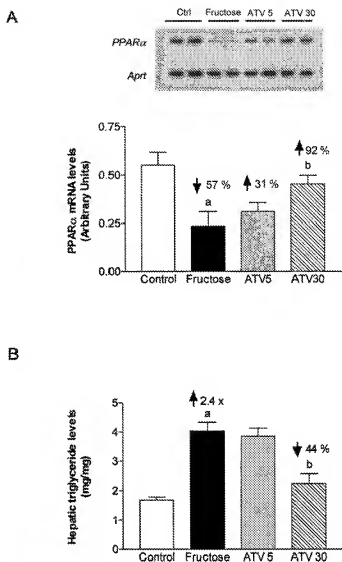 A
Ctrl Fructose ATV 5 ATV 30
PPARα
Aprt
PPARα mRNA levels
(Arbitrary Units)
0.75
0.50
0.25
0.00
↓ 57 %
a
↑ 31 %
↑ 92 %
b
Control Fructose ATV5 ATV30
B
Hepatic triglyceride levels
(mg/mg)
5
4
3
2
1
0
↑ 2.4 x
a
↓ 44 %
b
Control Fructose ATV 5 ATV 30